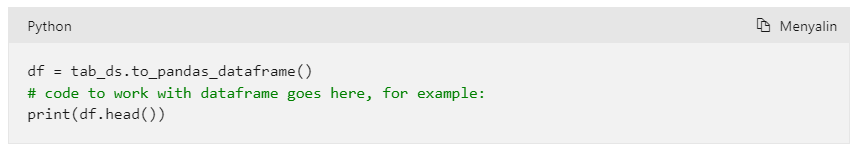 Python
Menyalin
df = tab_ds.to_pandas_dataframe()
# code to work with dataframe goes here, for example:
print(df.head())